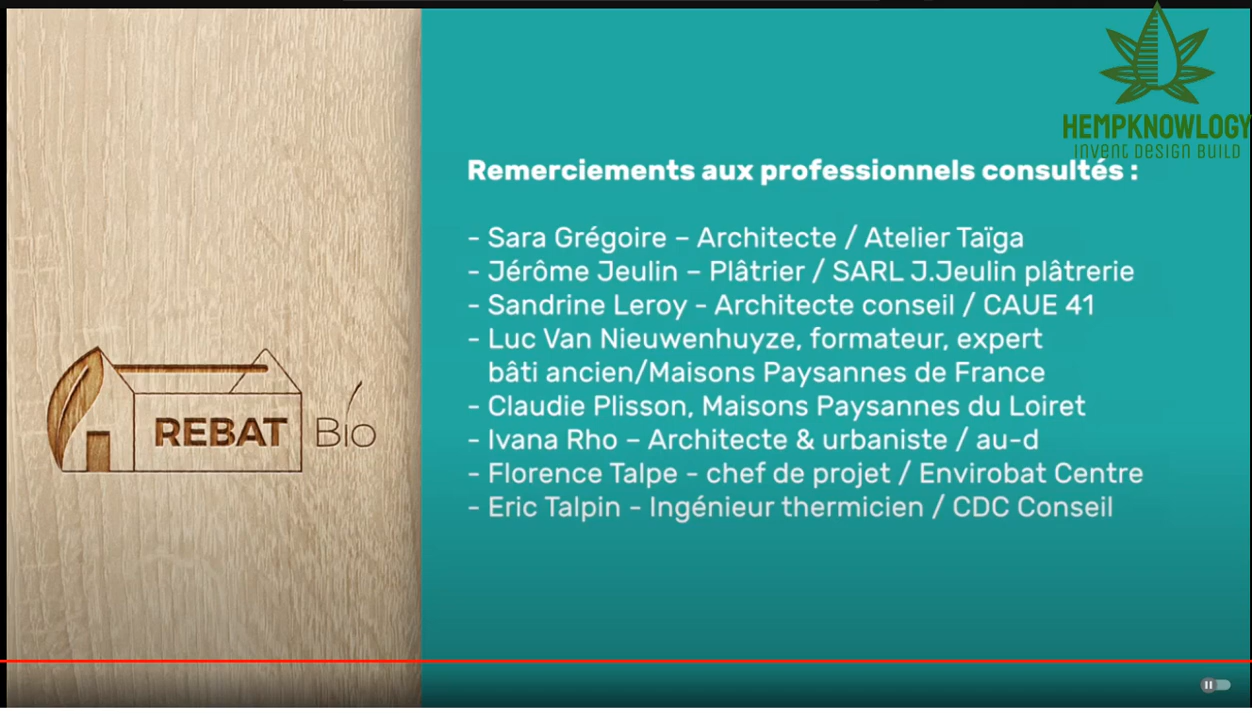 HEMPKNOWLOGY
INVENT DESIGN BUILD
Remerciements aux professionnels consultés :
- Sara Grégoire – Architecte / Atelier Taïga
- Jérôme Jeulin – Plâtrier / SARL J.Jeulin plâtrerie
- Sandrine Leroy - Architecte conseil / CAUE 41
- Luc Van Nieuwenhuyze, formateur, expert
bâti ancien/Maisons Paysannes de France
- Claudie Plisson, Maisons Paysannes du Loiret
- Ivana Rho – Architecte & urbaniste / au-d
- Florence Talpe - chef de projet / Envirobat Centre
- Eric Talpin - Ingénieur thermicien / CDC Conseil
REBAT Bio